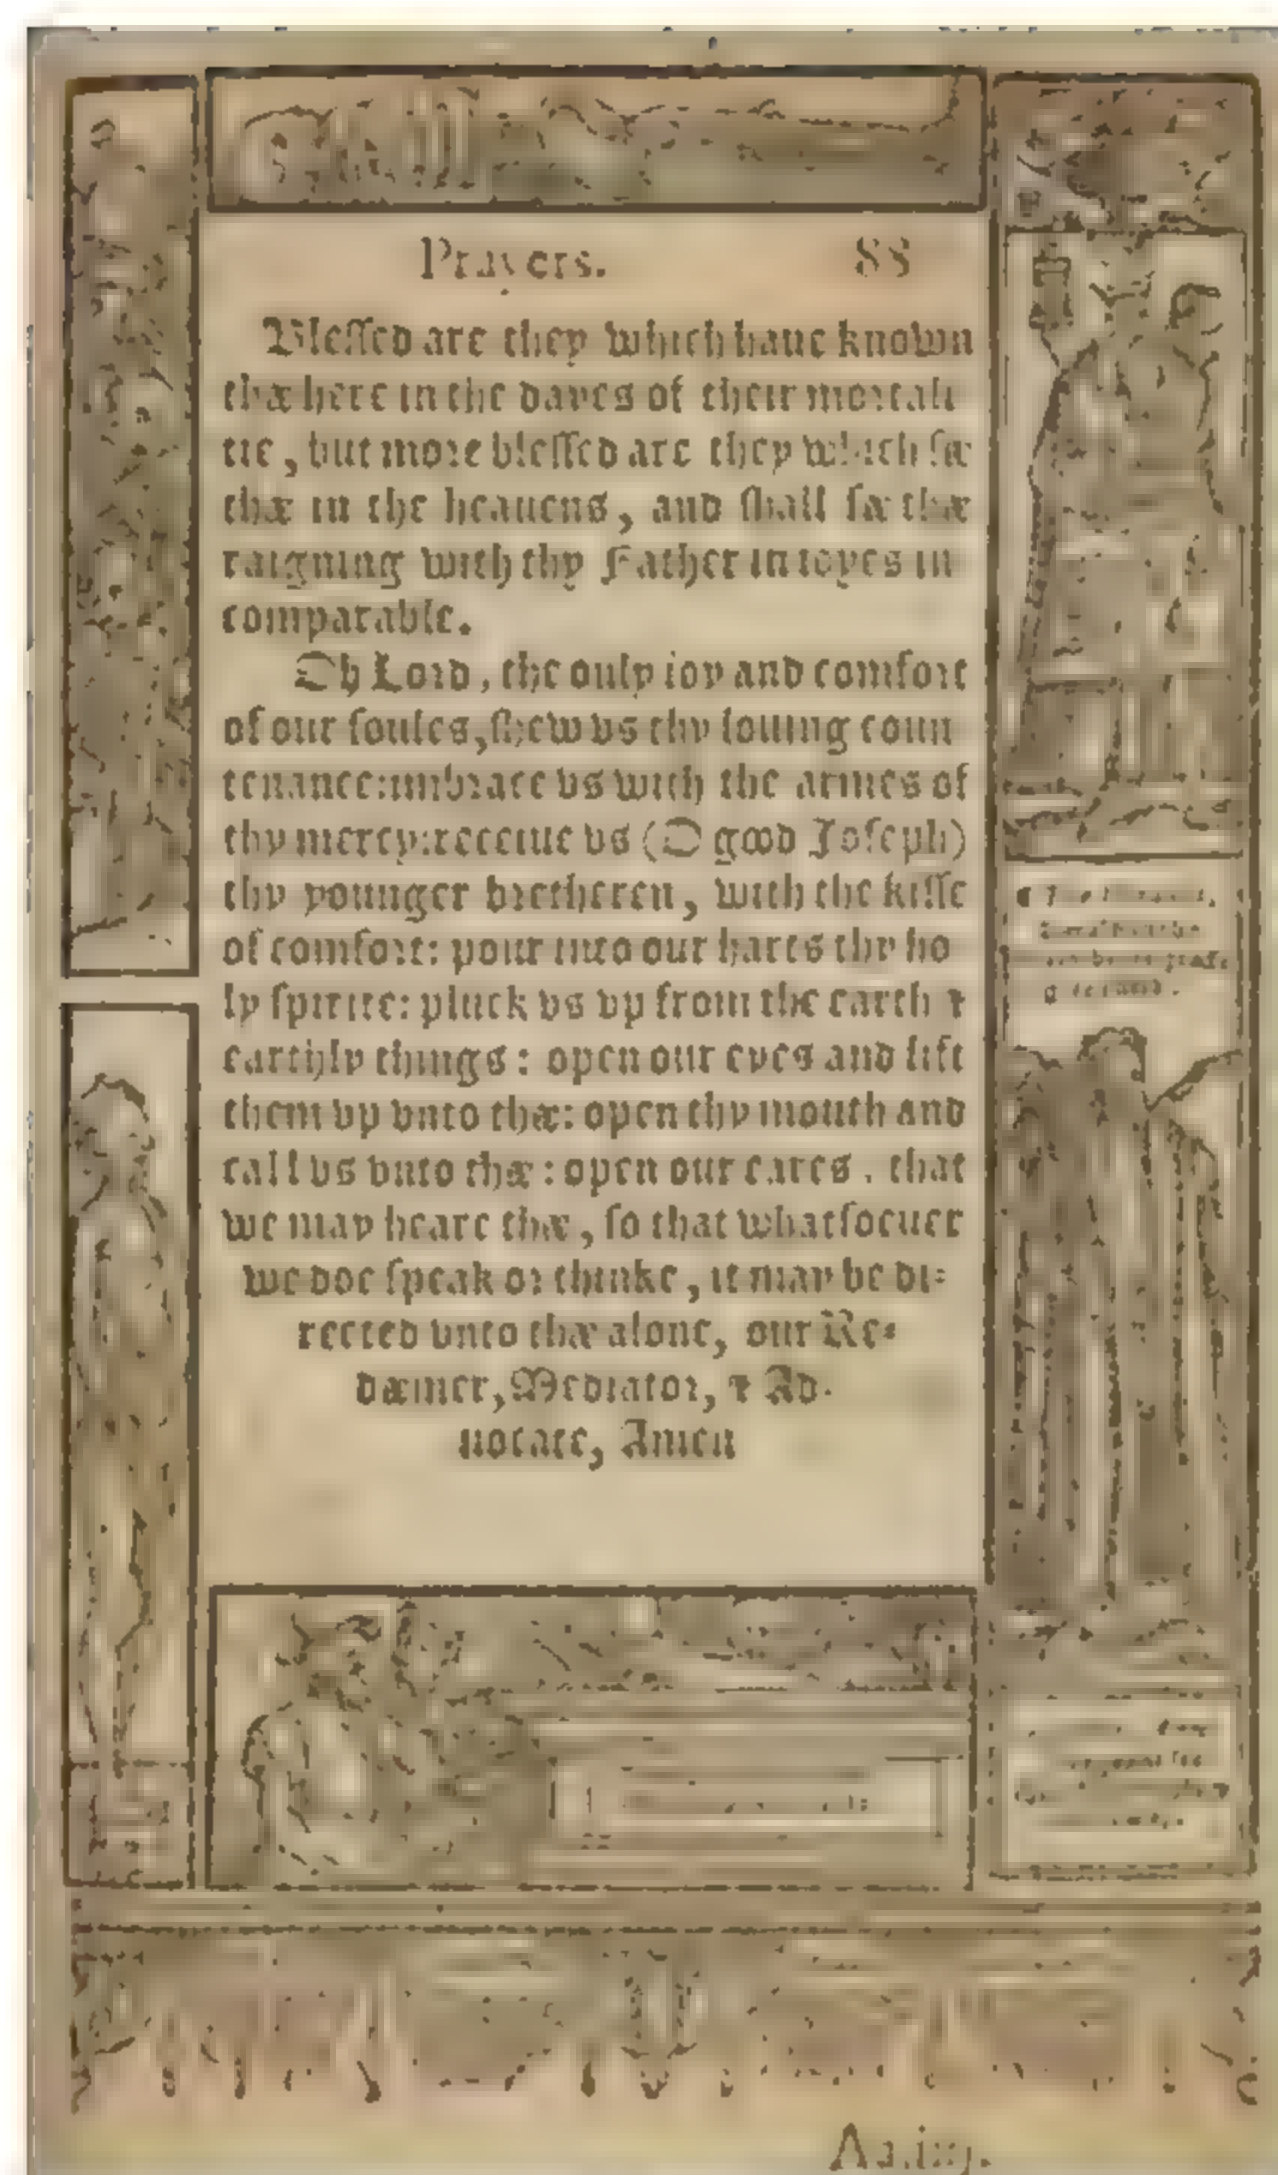 Prayers. 88
Blessed are they which haue known
thee here in the dayes of their mortali
tie, but more blessed are they which see
thee in the heauens, and shall see thee
raigning with thy Father in ioyes in
comparable.
Oh Lord, the only ioy and comfort
of our soules, shew vs thy louing coun
tenance: imbrace vs with the armes of
thy mercy: receiue vs (O good Joseph)
thy younger bretheren, with the kisse
of comfort: pour into our harts thy ho
ly spirite: pluck vs vp from the earth &
earthly things: open our eyes and lift
them vp vnto thee: open thy mouth and
call vs vnto thee: open our eares, that
we may heare thee, so that whatsoeuer
we doe speak or thinke, it may be di=
rected vnto thee alone, our Re=
deemer, Mediator, & Ad-
uocate, Amen
Aa.iiij.